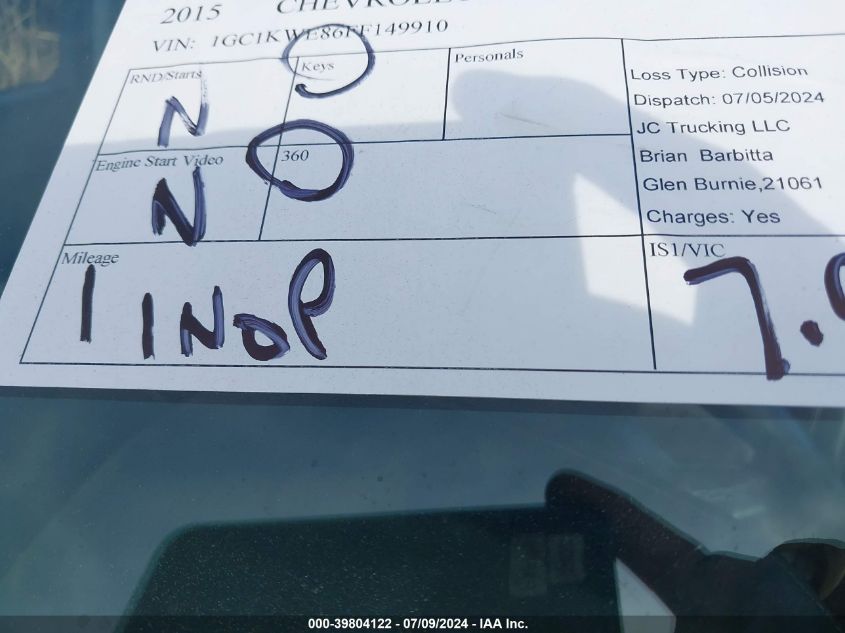 2015 CHEVROLE
VIN: 1GC1KWE86FF149910
RND/Starts Keys Personals
N
Engine Start Video 360
N
Mileage
1 INOP
Loss Type: Collision
Dispatch: 07/05/2024
JC Trucking LLC
Brian Barbitta
Glen Burnie,21061
Charges: Yes
IS1/VIC
7.0
000-39804122 - 07/09/2024 - IAA Inc.